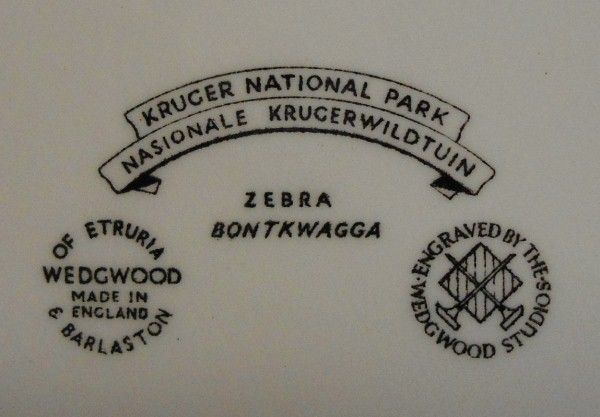 KRUGER NATIONAL PARK
NASIONALE KRUGERWILDTUIN
ZEBRA
BONTKWAGGA
OF ETRURIA
WEDGWOOD
MADE IN
ENGLAND
& BARLASTON
ENGRAVED BY THE
WEDGWOOD STUDIOS